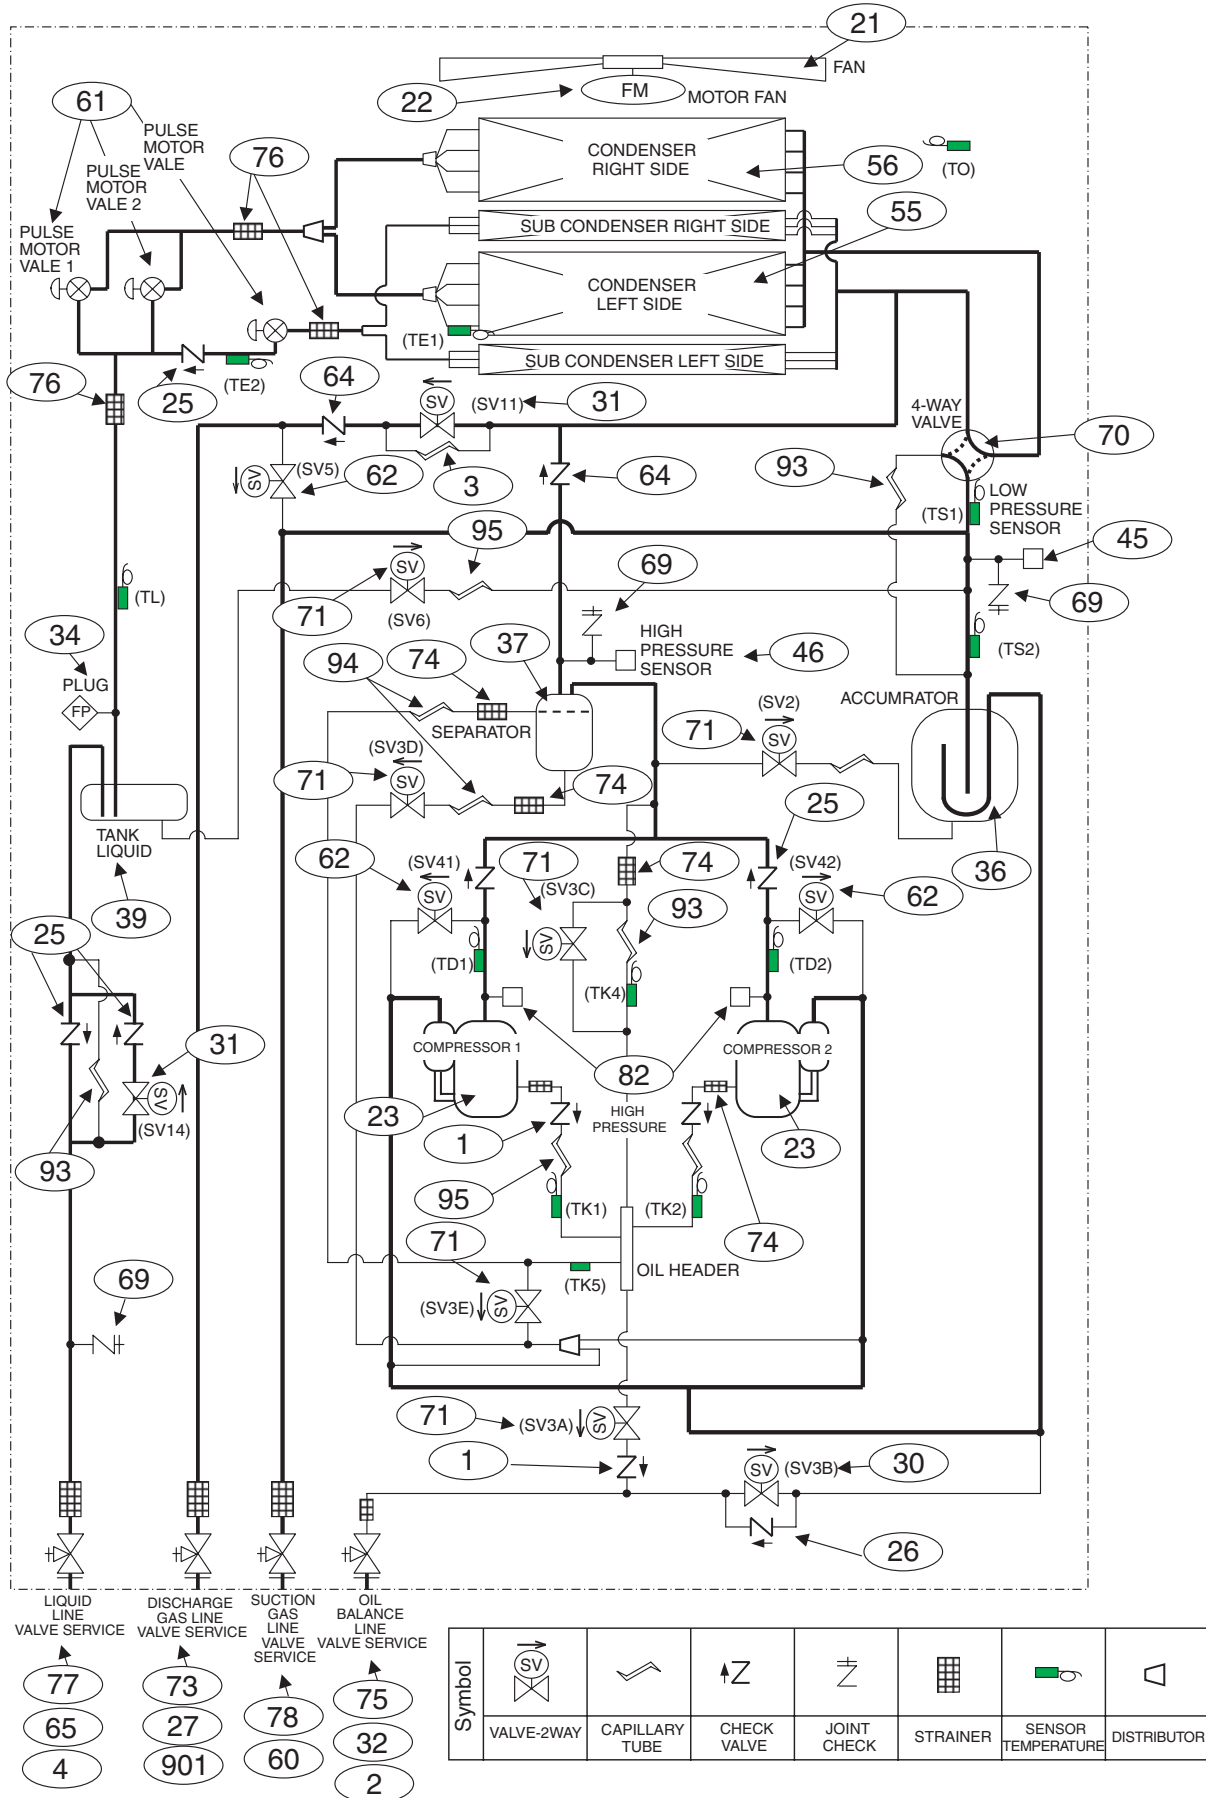 21
FAN
22
FM
MOTOR FAN
61
PULSE
MOTOR
VALE
76
PULSE
MOTOR
VALE 2
PULSE
MOTOR
VALE 1
CONDENSER
RIGHT SIDE
56
(TO)
SUB CONDENSER RIGHT SIDE
55
CONDENSER
LEFT SIDE
(TE1)
SUB CONDENSER LEFT SIDE
76
25
(TE2)
64
SV
(SV11)
31
4-WAY
VALVE
70
93
SV
(SV5)
62
3
64
(TS1)
LOW
PRESSURE
SENSOR
95
45
SV
71
(SV6)
69
69
(TL)
34
PLUG
FP
94
74
37
HIGH
PRESSURE
SENSOR
46
(TS2)
SEPARATOR
ACCUMRATOR
71
(SV2)
SV
(SV3D)
71
SV
74
25
TANK
LIQUID
39
62
(SV41)
SV
71
(SV3C)
74
(SV42)
SV
62
36
93
SV
25
(TD1)
(TK4)
(TD2)
31
SV
(SV14)
93
COMPRESSOR 1
COMPRESSOR 2
82
23
HIGH
PRESSURE
23
1
95
(TK1)
(TK2)
74
71
OIL HEADER
(TK5)
69
(SV3E)
SV
71
(SV3A)
SV
1
SV
(SV3B)
30
26
LIQUID
LINE
VALVE SERVICE
DISCHARGE
GAS LINE
VALVE SERVICE
SUCTION
GAS
LINE
VALVE
SERVICE
OIL
BALANCE
LINE
VALVE SERVICE
77
65
4
73
27
901
78
60
75
32
2
Symbol
SV
VALVE-2WAY
CAPILLARY
TUBE
CHECK
VALVE
JOINT
CHECK
STRAINER
SENSOR
TEMPERATURE
DISTRIBUTOR